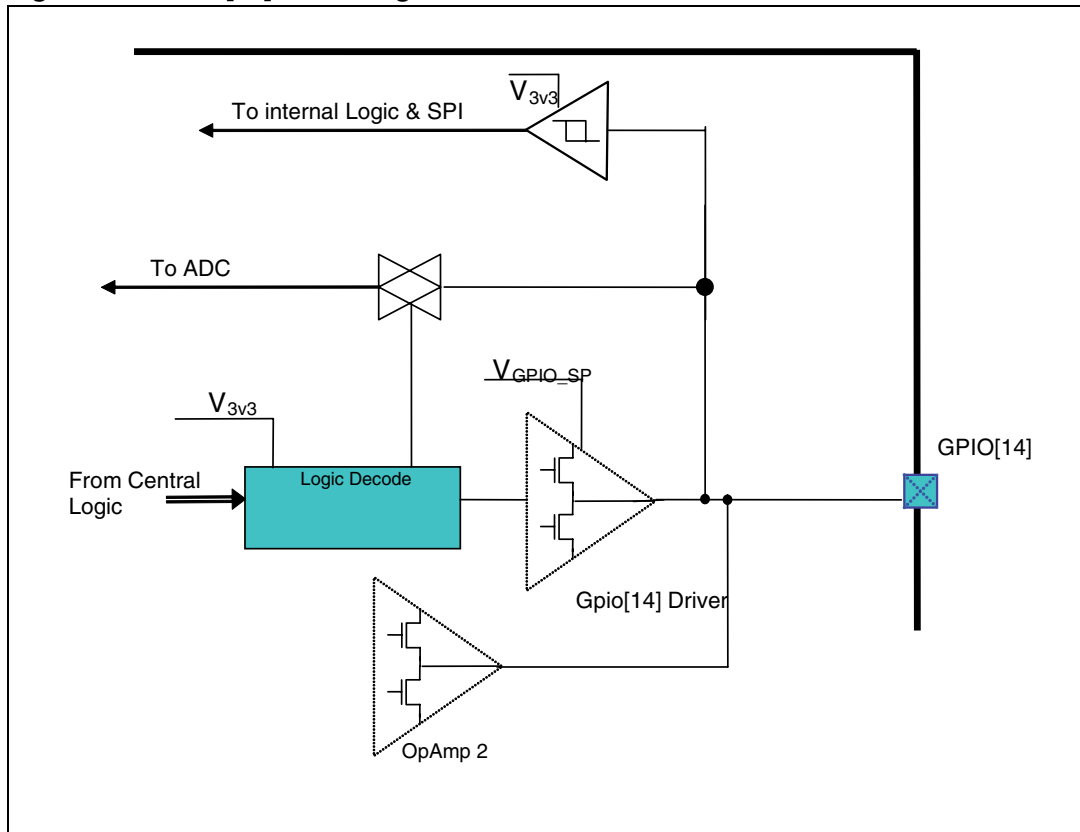 To internal Logic & SPI
V3v3
To ADC
VGPIO_SP
V3v3
GPIO[14]
From Central
Logic
Logic Decode
Gpio[14] Driver
OpAmp 2